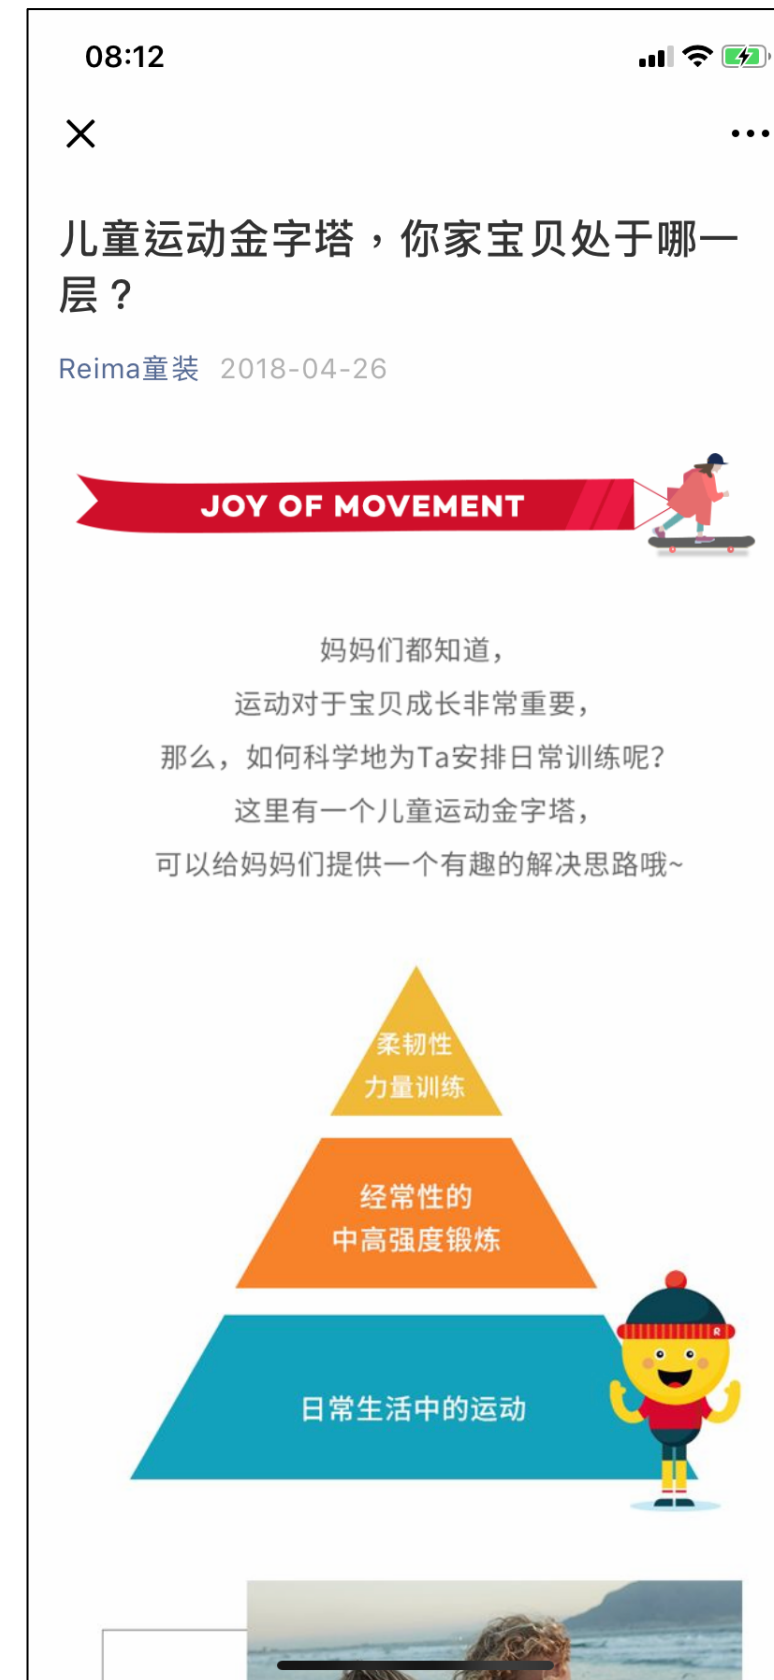 08:12
儿童运动金字塔，你家宝贝处于哪一
层？
Reima童装 2018-04-26
JOY OF MOVEMENT
妈妈们都知道，
运动对于宝贝成长非常重要，
那么，如何科学地为Ta安排日常训练呢？
这里有一个儿童运动金字塔，
可以给妈妈们提供一个有趣的解决思路哦~
柔韧性
力量训练
经常性的
中高强度锻炼
日常生活中的运动
R